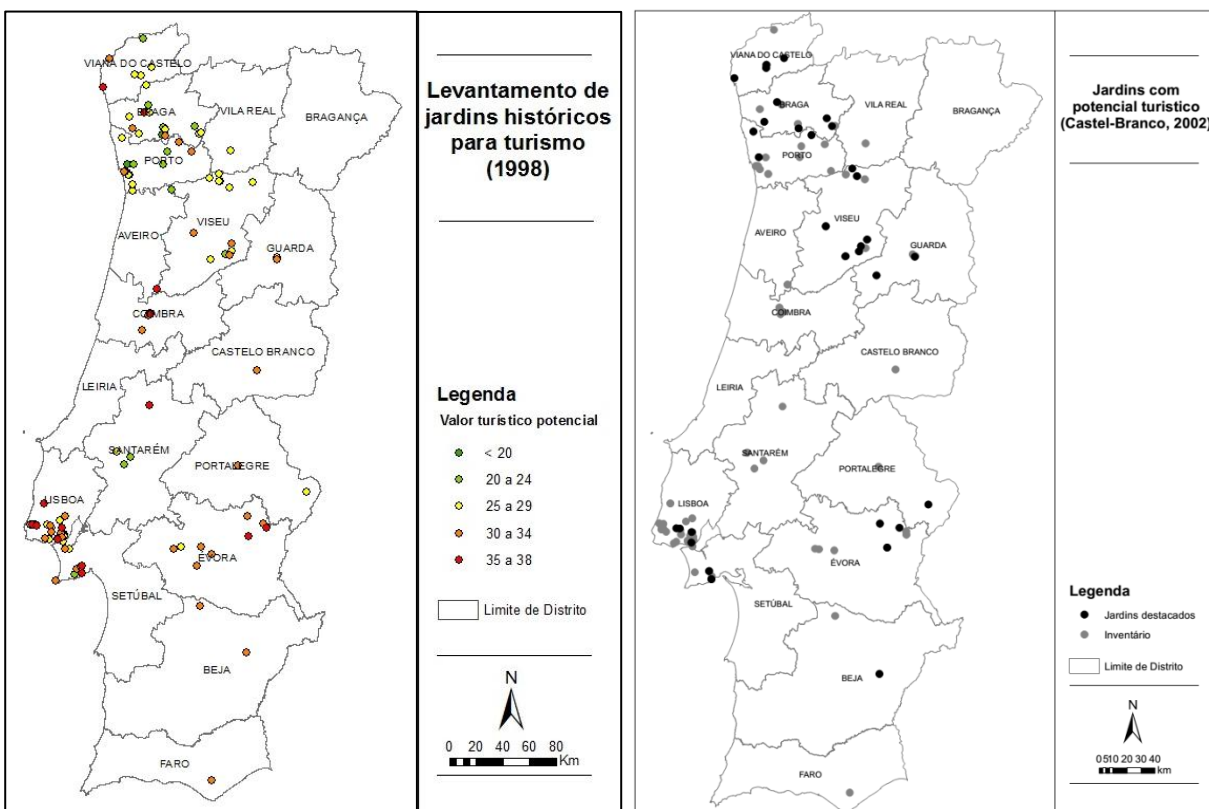 VIANA DO CASTELO
BRAGA
VILA REAL
BRAGANÇA
PORTO
AVEIRO
VISEU
GUARDA
COIMBRA
CASTELO BRANCO
LEIRIA
SANTARÉM
PORTALEGRE
LISBOA
ÉVORA
SETÚBAL
BEJA
FARO
Levantamento de
jardins históricos
para turismo
(1998)
Legenda
Valor turístico potencial
< 20
20 a 24
25 a 29
30 a 34
35 a 38
Limite de Distrito
N
0 20 40 60 80
Km
VIANA DO CASTELO
BRAGA
VILA REAL
BRAGANÇA
PORTO
AVEIRO
VISEU
GUARDA
COIMBRA
CASTELO BRANCO
LEIRIA
SANTARÉM
PORTALEGRE
LISBOA
ÉVORA
SETÚBAL
BEJA
FARO
Jardins com
potencial turistico
(Castel-Branco, 2002)
Legenda
Jardins destacados
Inventário
Limite de Distrito
N
0 5 10 20 30 40
km